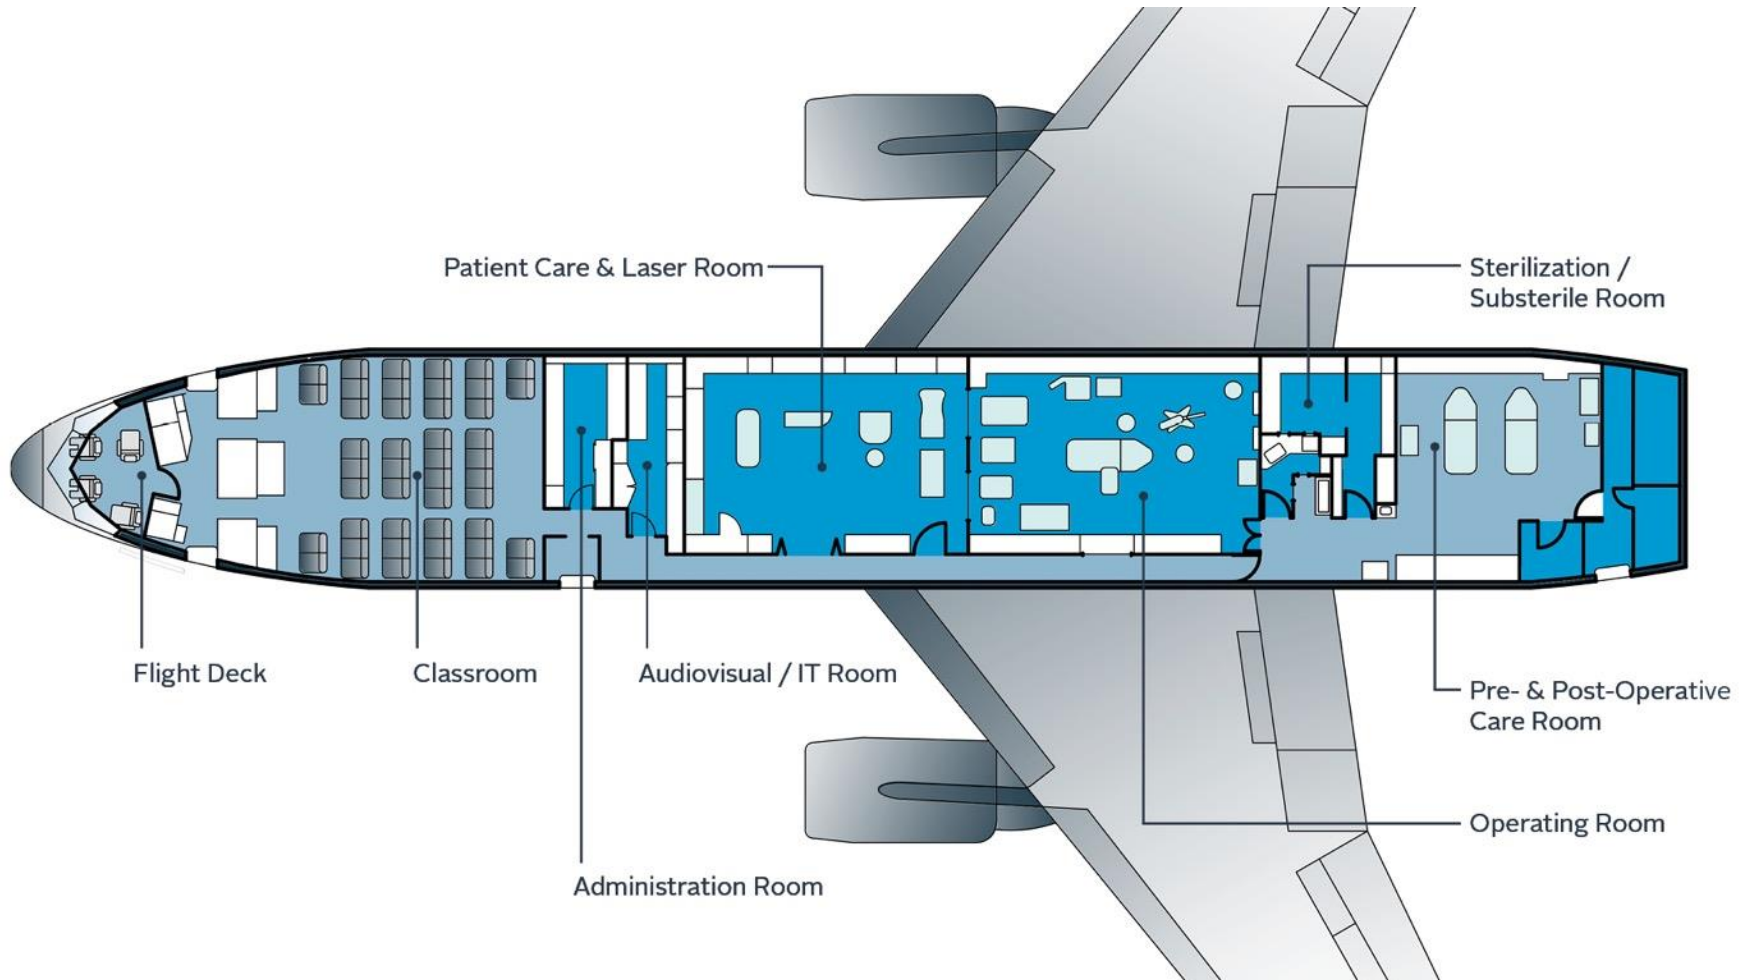 Patient Care & Laser Room
Sterilization /
Substerile Room
Flight Deck
Classroom
Audiovisual / IT Room
Pre- & Post-Operative
Care Room
Operating Room
Administration Room